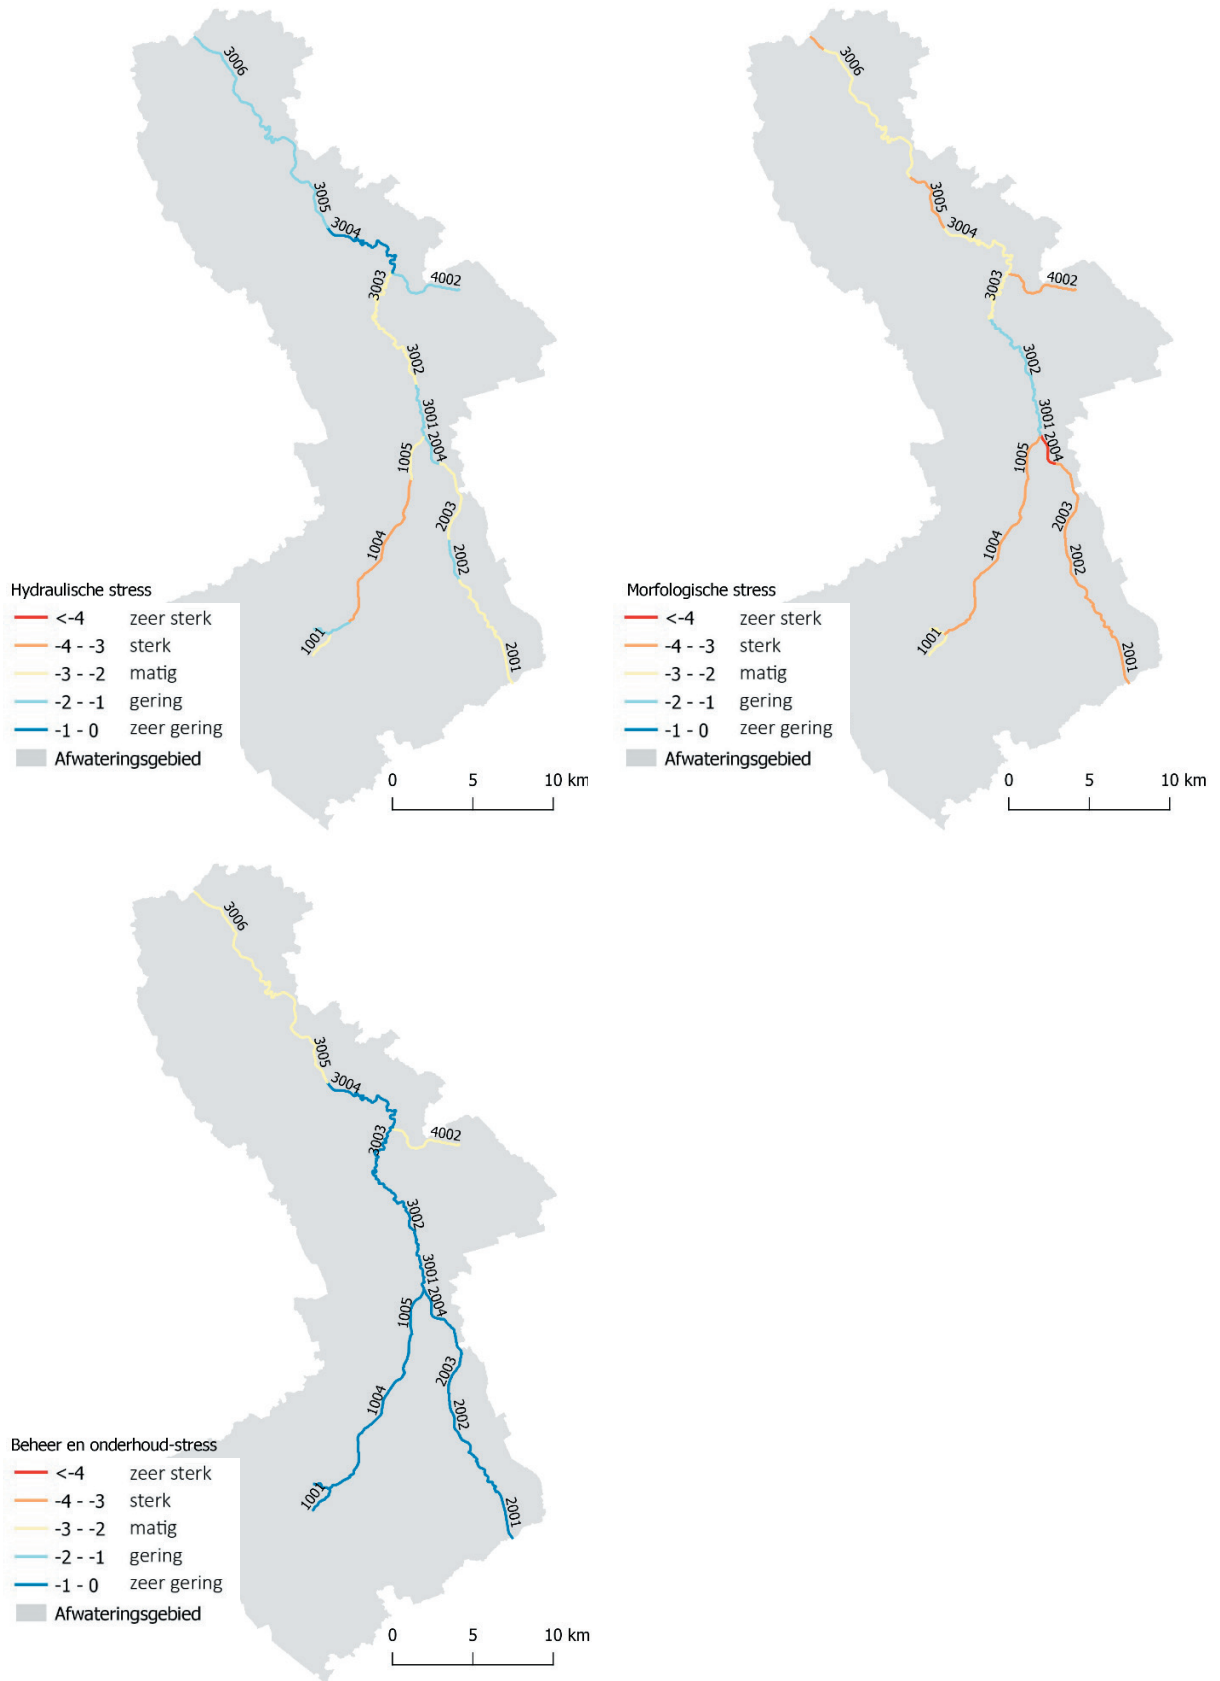 3006
3005
3004
3003
4002
3002
3001
2004
1005
2003
1004
2002
1001
2001
Hydraulische stress
<-4 zeer sterk
-4 - -3 sterk
-3 - -2 matig
-2 - -1 gering
-1 - 0 zeer gering
Afwateringsgebied
0 5 10 km
3006
3005
3004
3003
4002
3002
3001
2004
1005
2003
1004
2002
1001
2001
Morfologische stress
<-4 zeer sterk
-4 - -3 sterk
-3 - -2 matig
-2 - -1 gering
-1 - 0 zeer gering
Afwateringsgebied
0 5 10 km
3006
3005
3004
3003
4002
3002
3001
2004
1005
2003
1004
2002
1001
2001
Beheer en onderhoud-stress
<-4 zeer sterk
-4 - -3 sterk
-3 - -2 matig
-2 - -1 gering
-1 - 0 zeer gering
Afwateringsgebied
0 5 10 km